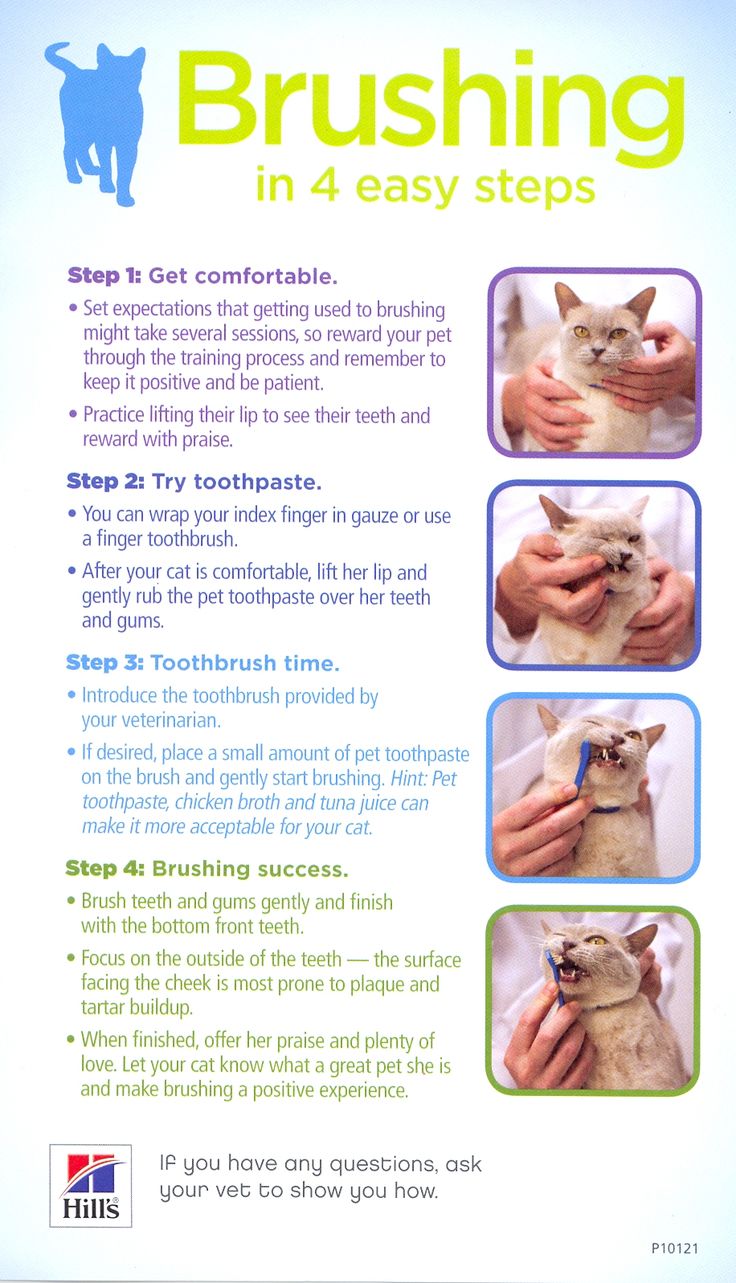 Brushing
in 4 easy steps
Step 1: Get comfortable.
• Set expectations that getting used to brushing
might take several sessions, so reward your pet
through the training process and remember to
keep it positive and be patient.
• Practice lifting their lip to see their teeth and
reward with praise.
Step 2: Try toothpaste.
• You can wrap your index finger in gauze or use
a finger toothbrush.
• After your cat is comfortable, lift her lip and
gently rub the pet toothpaste over her teeth
and gums.
Step 3: Toothbrush time.
• Introduce the toothbrush provided by
your veterinarian.
• If desired, place a small amount of pet toothpaste
on the brush and gently start brushing. Hint: Pet
toothpaste, chicken broth and tuna juice can
make it more acceptable for your cat.
Step 4: Brushing success.
• Brush teeth and gums gently and finish
with the bottom front teeth.
• Focus on the outside of the teeth — the surface
facing the cheek is most prone to plaque and
tartar buildup.
• When finished, offer her praise and plenty of
love. Let your cat know what a great pet she is
and make brushing a positive experience.
Hill's®
If you have any questions, ask
your vet to show you how.
P10121